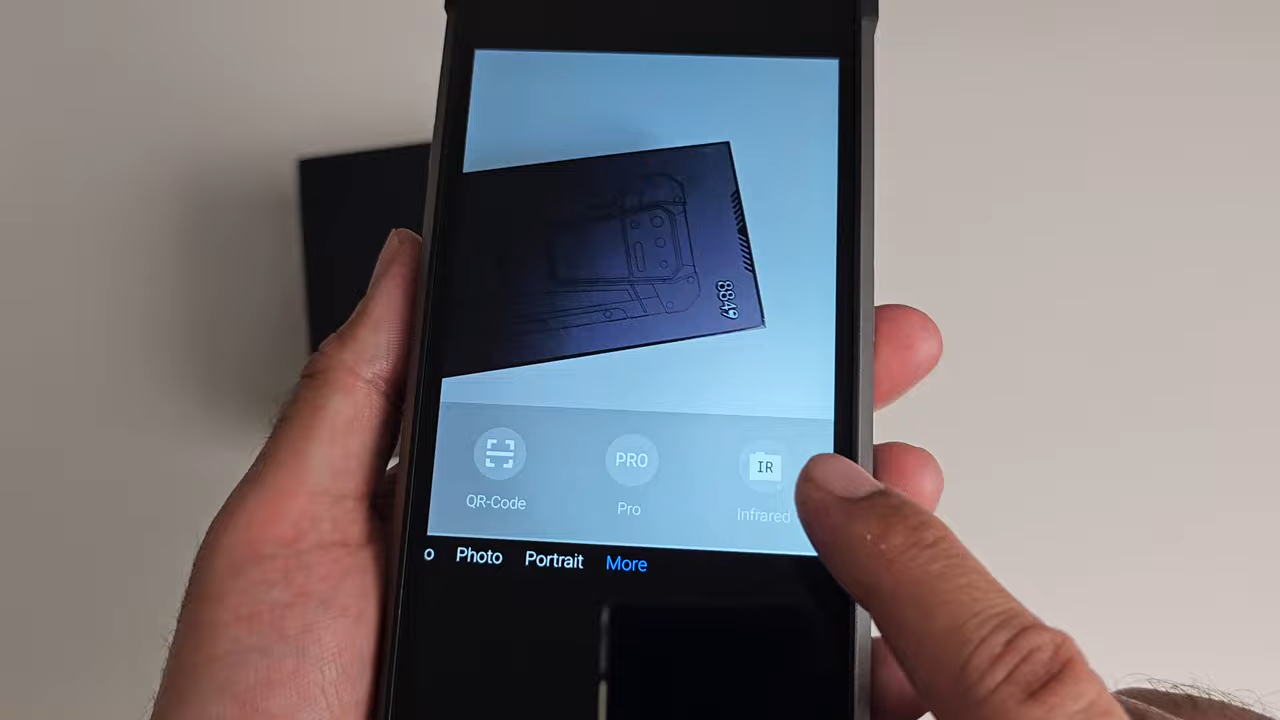 8849
PRO
IR
QR-Code
Pro
Infrared
o
Photo
Portrait
More